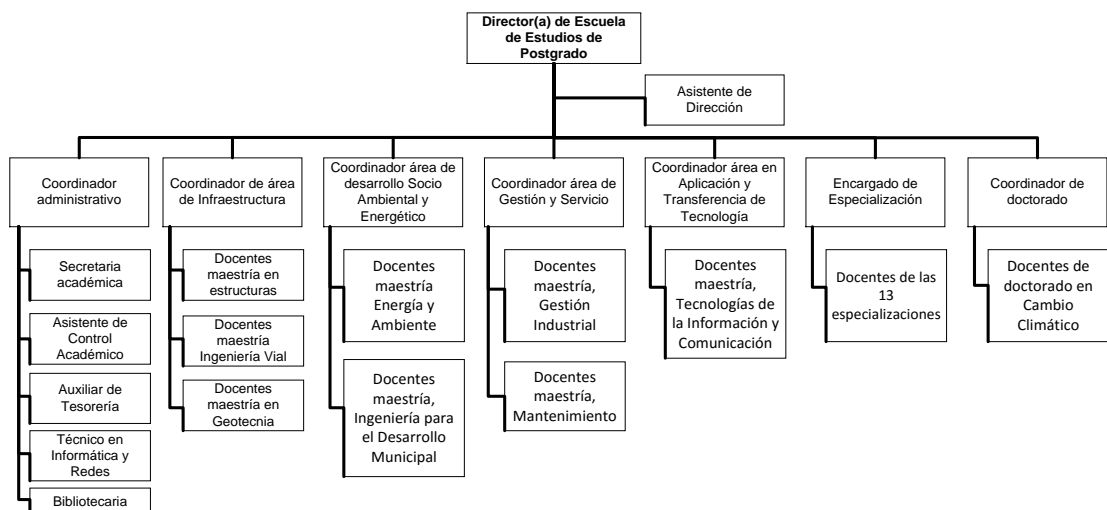 Director(a) de Escuela
de Estudios de
Postgrado
Asistente de
Dirección
Coordinador
administrativo
Coordinador de área
de Infraestructura
Coordinador área de
desarrollo Socio
Ambiental y
Energético
Coordinador área de
Gestión y Servicio
Coordinador área en
Aplicación y
Transferencia de
Tecnología
Encargado de
Especialización
Coordinador
de doctorado
Secretaria
académica
Asistente de
Control
Académico
Auxiliar de
Tesorería
Técnico en
Informática y
Redes
Bibliotecaria
Docentes
maestría en
estructuras
Docentes
maestría
Ingeniería Vial
Docentes
maestría en
Geotecnia
Docentes
maestría
Energía y
Ambiente
Docentes
maestría,
Ingeniería para
el Desarrollo
Municipal
Docentes
maestría,
Gestión
Industrial
Docentes
maestría,
Mantenimiento
Docentes
maestría,
Tecnologías de
la Información y
Comunicación
Docentes de las
13
especializaciones
Docentes de
doctorado en
Cambio
Climático